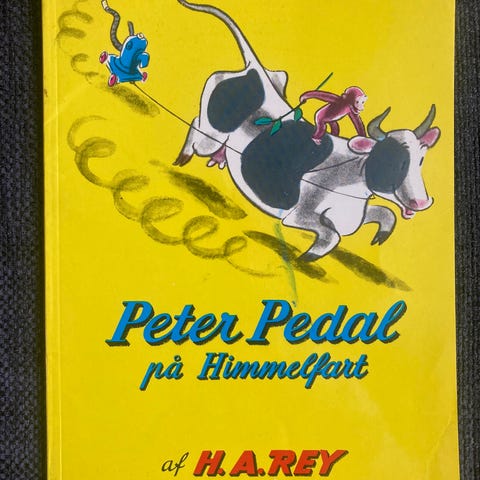 Peter Pedal
på Himmelfart
af H.A.REY